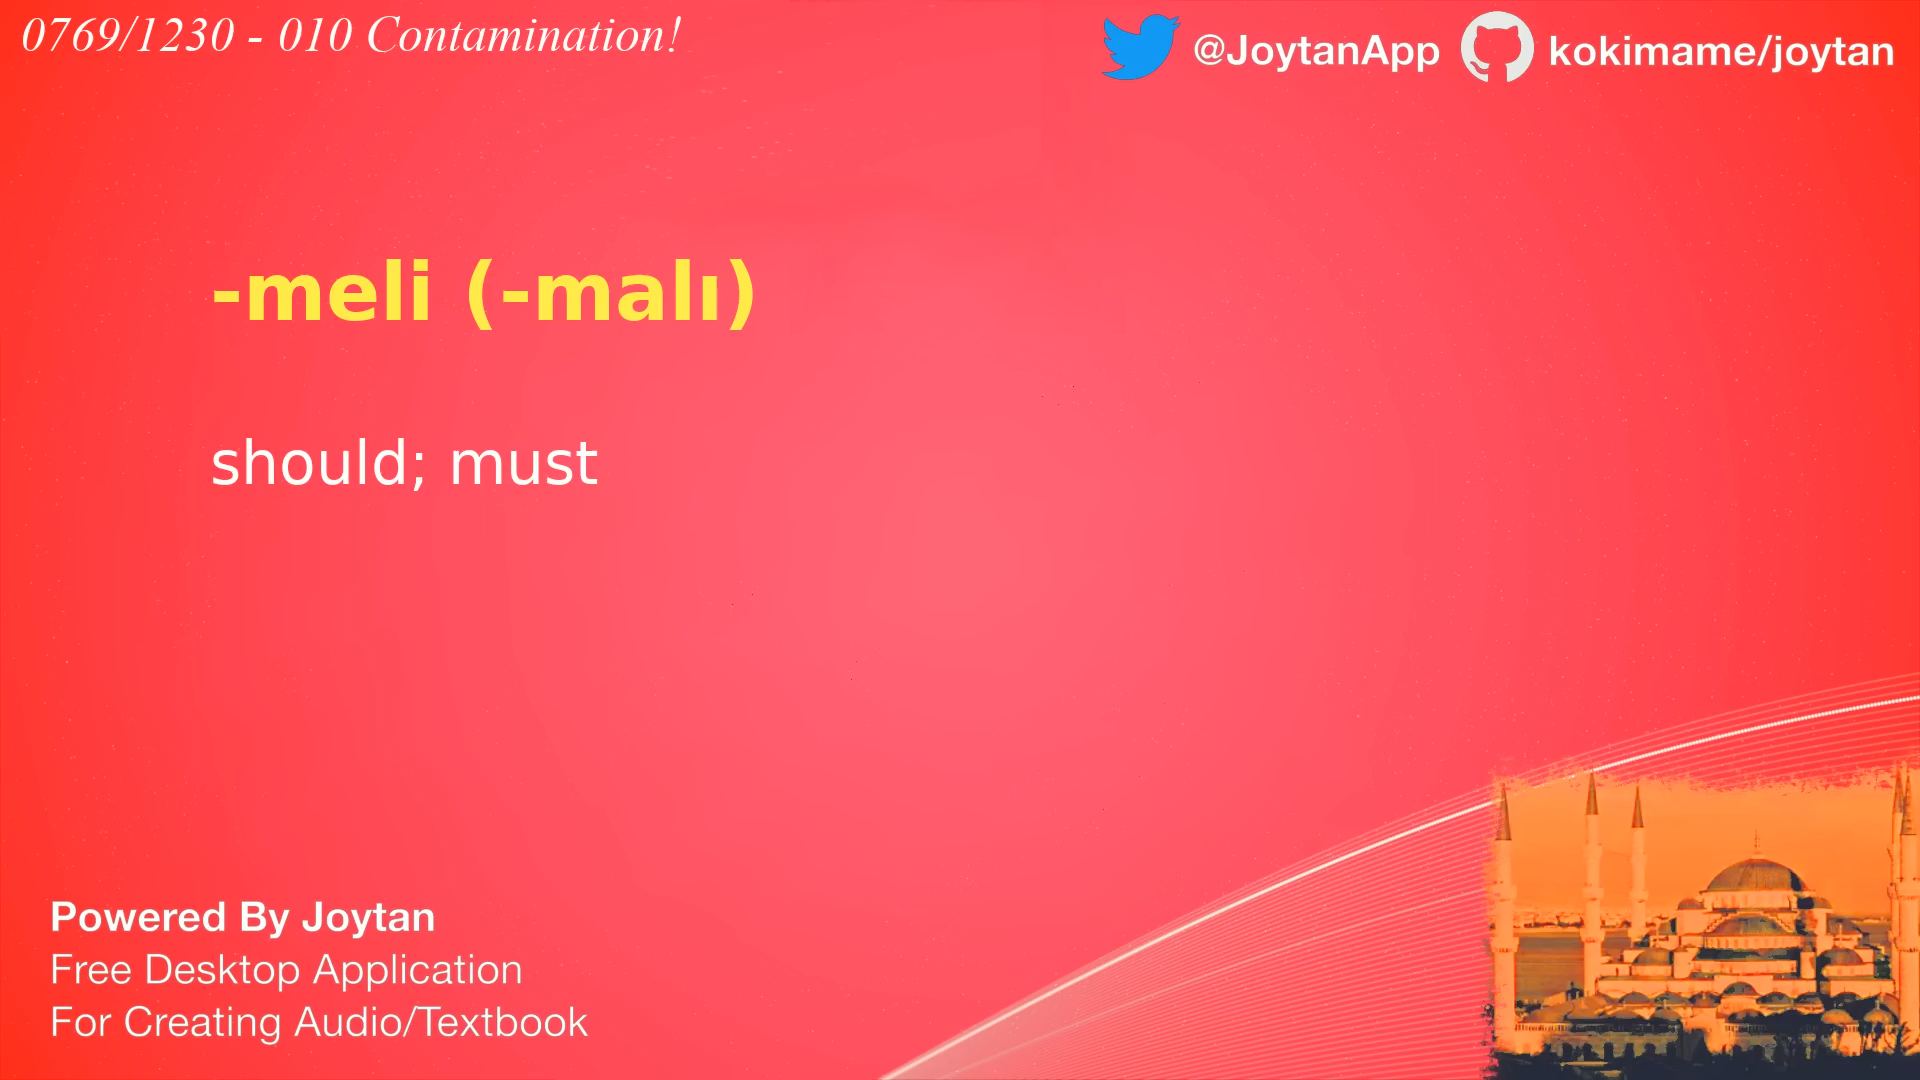 0769/1230 - 010 Contamination!
@JoytanApp
kokimame/joytan
-meli (-malı)
should; must
Powered By Joytan
Free Desktop Application
For Creating Audio/Textbook